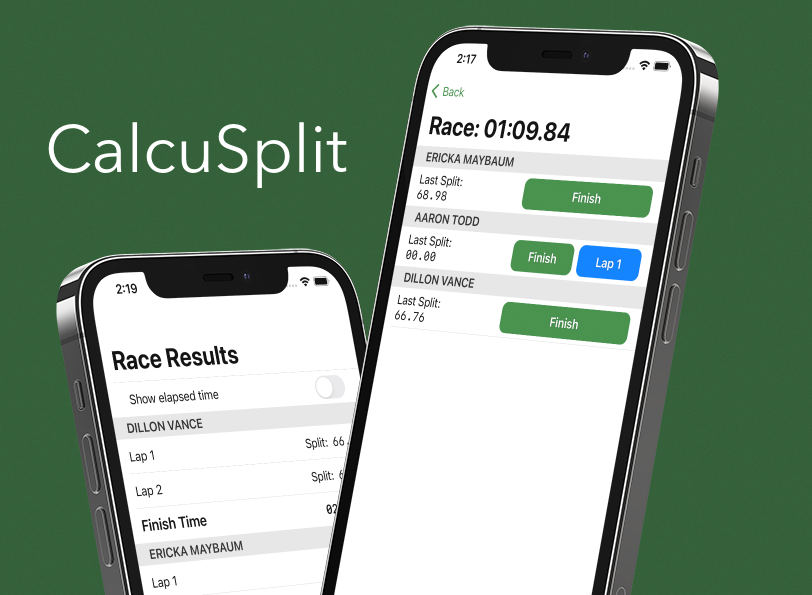 CalcuSplit
2:17
Back
Race: 01:09.84
ERICKA MAYBAUM
Last Split:
68.98
Finish
AARON TODD
Last Split:
00.00
Finish
Lap 1
DILLON VANCE
Last Split:
66.76
Finish
2:19
Race Results
Show elapsed time
DILLON VANCE
Lap 1
Split: 66.
Lap 2
Split:
Finish Time
02
ERICKA MAYBAUM
Lap 1